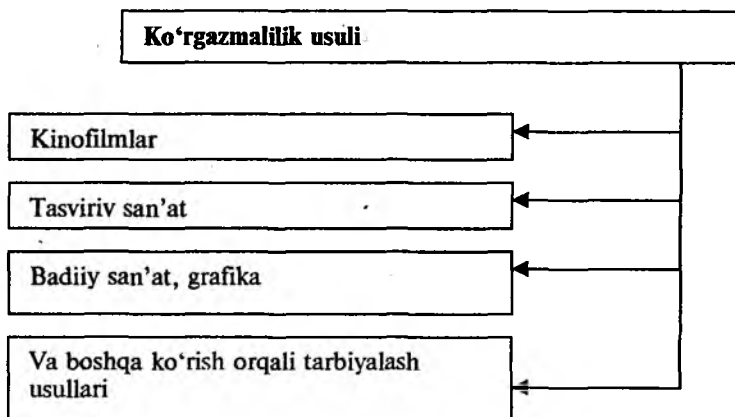 Ko‘rgazmalilik usuli
Kinofilmlar
Tasviriv san’at
Badiiy san’at, grafika
Va boshqa ko‘rish orqali tarbiyalash
usullari